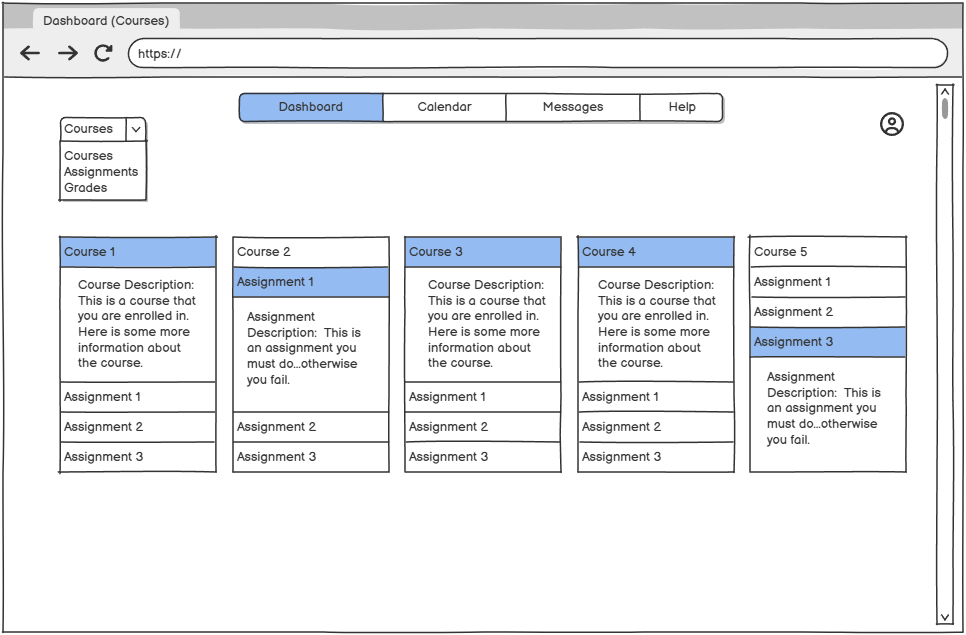 Dashboard (Courses)
https://
Dashboard
Calendar
Messages
Help
Courses
Courses
Assignments
Grades
Course 1
Course Description:
This is a course that
you are enrolled in.
Here is some more
information about
the course.
Assignment 1
Assignment 2
Assignment 3
Course 2
Assignment 1
Assignment
Description:  This is
an assignment you
must do...otherwise
you fail.
Assignment 2
Assignment 3
Course 3
Course Description:
This is a course that
you are enrolled in.
Here is some more
information about
the course.
Assignment 1
Assignment 2
Assignment 3
Course 4
Course Description:
This is a course that
you are enrolled in.
Here is some more
information about
the course.
Assignment 1
Assignment 2
Assignment 3
Course 5
Assignment 1
Assignment 2
Assignment 3
Assignment
Description:  This is
an assignment you
must do...otherwise
you fail.